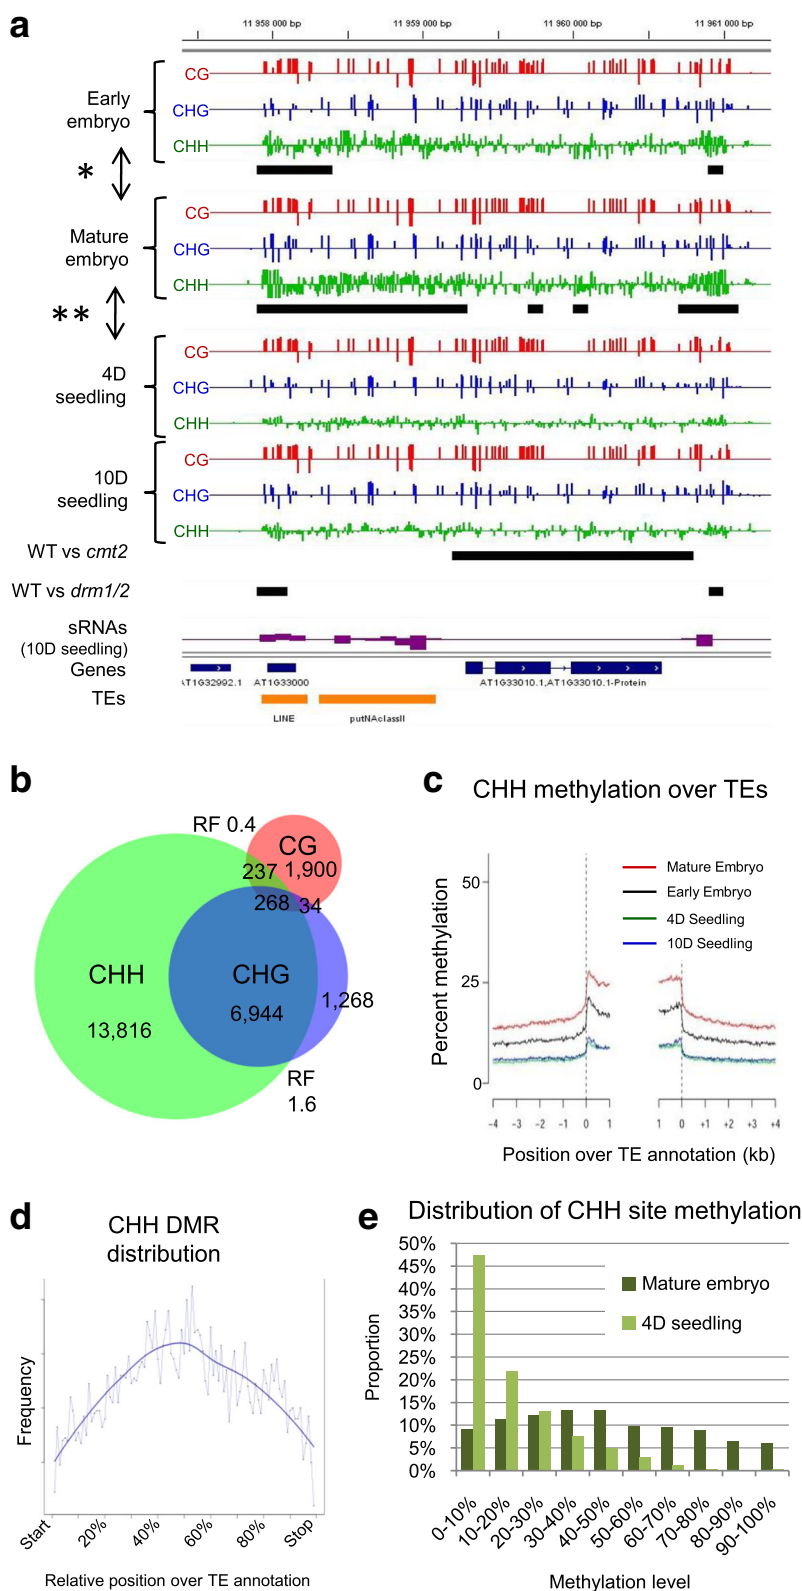 a
11 958 000 bp 11 959 000 bp 11 960 000 bp 11 961 000 bp
Early embryo
CG
CHG
CHH
*
Mature embryo
CG
CHG
CHH
**
4D seedling
CG
CHG
CHH
10D seedling
CG
CHG
CHH
WT vs cmt2
WT vs drm1/2
sRNAs
(10D seedling)
Genes
AT1G32992.1 AT1G33000 AT1G33010.1,AT1G33010.1-Protein
TEs
LINE putNAclassII
b
RF 0.4
CG
237 1,900
268 34
CHH CHG
13,816 6,944 1,268
RF
1.6
c
CHH methylation over TEs
Percent methylation
50
25
0
Mature Embryo
Early Embryo
4D Seedling
10D Seedling
-4 -3 -2 -1 0 1 1 0 +1 +2 +3 +4
Position over TE annotation (kb)
d
CHH DMR
distribution
Frequency
Start 20% 40% 60% 80% Stop
Relative position over TE annotation
e
Distribution of CHH site methylation
Proportion
50%
45%
40%
35%
30%
25%
20%
15%
10%
5%
0%
Mature embryo
4D seedling
0-10% 10-20% 20-30% 30-40% 40-50% 50-60% 60-70% 70-80% 80-90% 90-100%
Methylation level